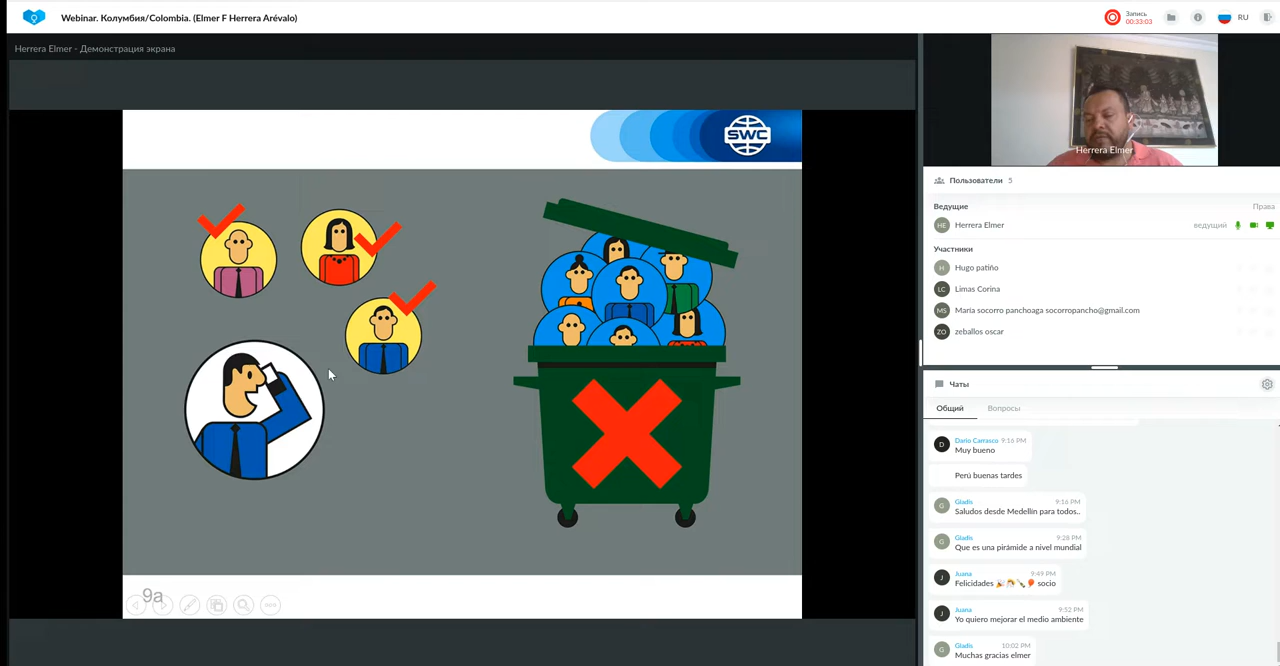 Webinar. Колумбия/Colombia. (Elmer F Herrera Arévalo)
Запись
00:33:03
RU
Herrera Elmer - Демонстрация экрана
SWC
9a
Herrera Elmer
Пользователи 5
Ведущие Права
HE Herrera Elmer ведущий
Участники
H Hugo patiño
LC Limas Corina
MS María socorro panchoaga socorropancho@gmail.com
ZO zeballos oscar
Чаты
Общий Вопросы
D Dario Carrasco 9:16 PM
Muy bueno
Perú buenas tardes
G Gladis 9:16 PM
Saludos desde Medellín para todos..
G Gladis 9:28 PM
Que es una pirámide a nivel mundial
J Juana 9:49 PM
Felicidades 🎉🎊🍾🎈 socio
J Juana 9:52 PM
Yo quiero mejorar el medio ambiente
G Gladis 10:02 PM
Muchas gracias elmer